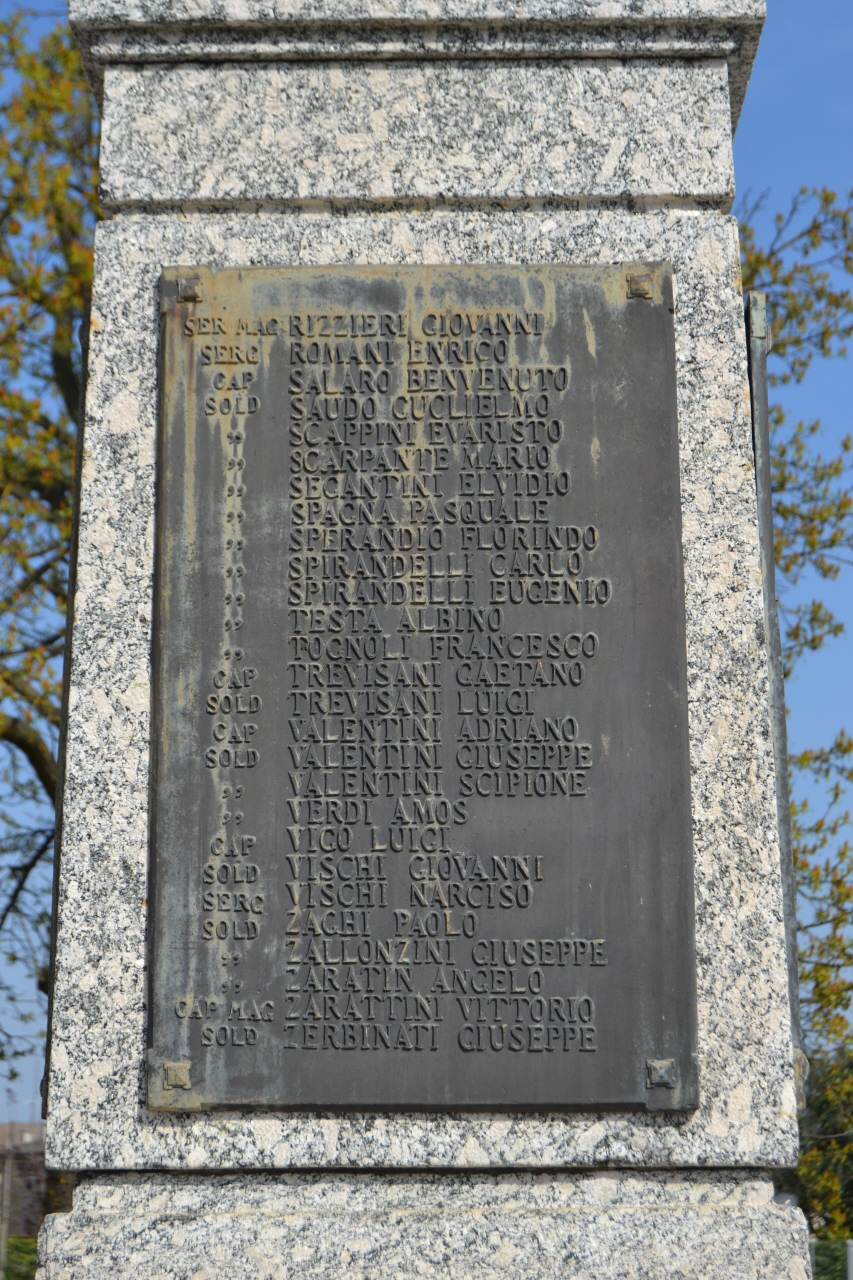 SER MAG RIZZIERI GIOVANNI
SERG ROMANI ENRICO
CAP SALARO BENVENUTO
SOLD SAUDO GUGLIELMO
,, SCAPPINI EVARISTO
,, SCARPANTE MARIO
,, SEGANTINI ELVIDIO
,, SPAGNA PASQUALE
,, SPERANDIO FLORINDO
,, SPIRANDELLI CARLO
,, SPIRANDELLI EUGENIO
,, TESTA ALBINO
,, TOGNOLI FRANCESCO
CAP TREVISANI GAETANO
SOLD TREVISANI LUIGI
CAP VALENTINI ADRIANO
SOLD VALENTINI GIUSEPPE
,, VALENTINI SCIPIONE
,, VERDI AMOS
CAP VIGO LUIGI
SOLD VISCHI GIOVANNI
SERG VISCHI NARCISO
SOLD ZAGHI PAOLO
,, ZALLONZINI GIUSEPPE
,, ZARATIN ANGELO
CAP MAG ZARATTINI VITTORIO
SOLD ZERBINATI GIUSEPPE